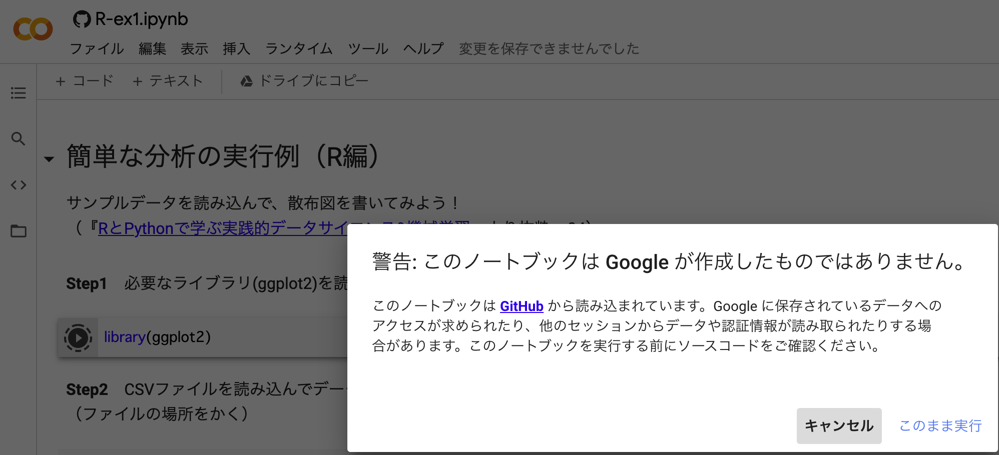 R-ex1.ipynb
ファイル 編集 表示 挿入 ランタイム ツール ヘルプ 変更を保存できませんでした
+ コード + テキスト ドライブにコピー
簡単な分析の実行例（R編）
サンプルデータを読み込んで、散布図を書いてみよう！
（『RとPythonで学ぶ実践的データサイ
Step1 必要なライブラリ(ggplot2)を読
library(ggplot2)
Step2 CSVファイルを読み込んでデー
（ファイルの場所をかく）
警告: このノートブックは Google が作成したものではありません。
このノートブックは GitHub から読み込まれています。Google に保存されているデータへの
アクセスが求められたり、他のセッションからデータや認証情報が読み取られたりする場
合があります。このノートブックを実行する前にソースコードをご確認ください。
キャンセル このまま実行